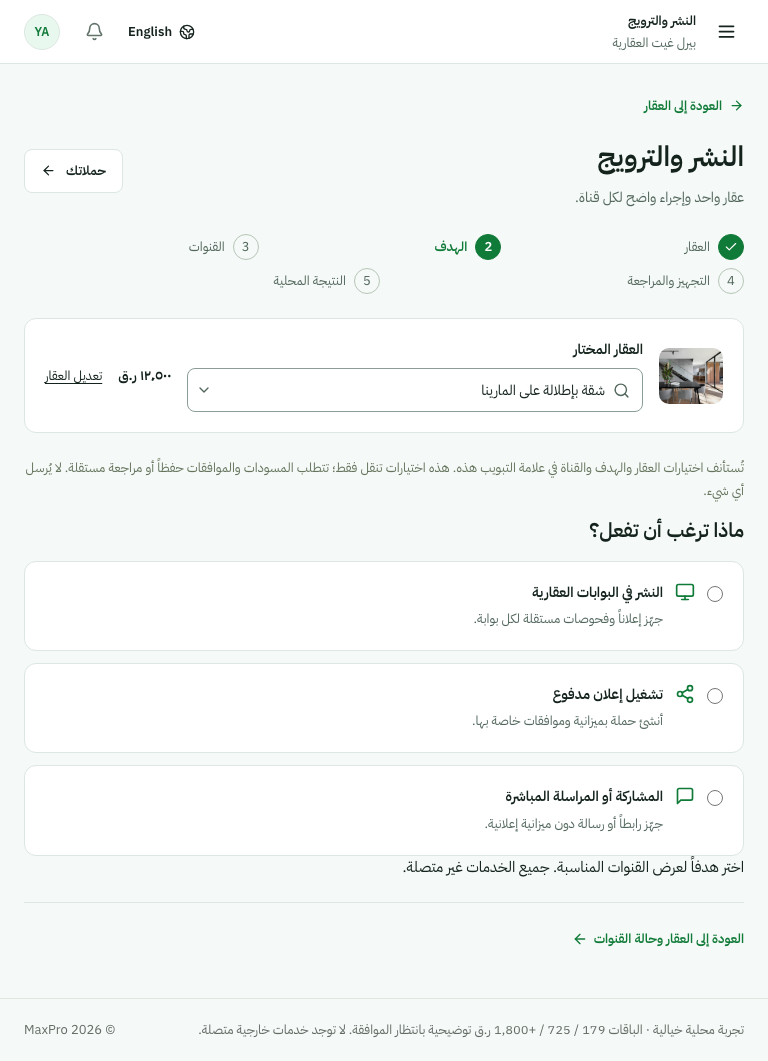 النشر والترويج
بيرل غيت العقارية
English
YA
العودة إلى العقار
النشر والترويج
عقار واحد وإجراء واضح لكل قناة.
حملاتك
العقار
2 الهدف
3 القنوات
4 التجهيز والمراجعة
5 النتيجة المحلية
العقار المختار
شقة بإطلالة على المارينا
١٢,٥٠٠ ر.ق
تعديل العقار
تُستأنف اختيارات العقار والهدف والقناة في علامة التبويب هذه. هذه اختيارات تنقل فقط؛ تتطلب المسودات والموافقات حفظاً أو مراجعة مستقلة. لا يُرسل
أي شيء.
ماذا ترغب أن تفعل؟
النشر في البوابات العقارية
جهّز إعلاناً وفحوصات مستقلة لكل بوابة.
تشغيل إعلان مدفوع
أنشئ حملة بميزانية وموافقات خاصة بها.
المشاركة أو المراسلة المباشرة
جهّز رابطاً أو رسالة دون ميزانية إعلانية.
اختر هدفاً لعرض القنوات المناسبة. جميع الخدمات غير متصلة.
العودة إلى العقار وحالة القنوات
تجربة محلية خيالية · الباقات 179 / 725 / +1,800 ر.ق توضيحية بانتظار الموافقة. لا توجد خدمات خارجية متصلة.
© 2026 MaxPro